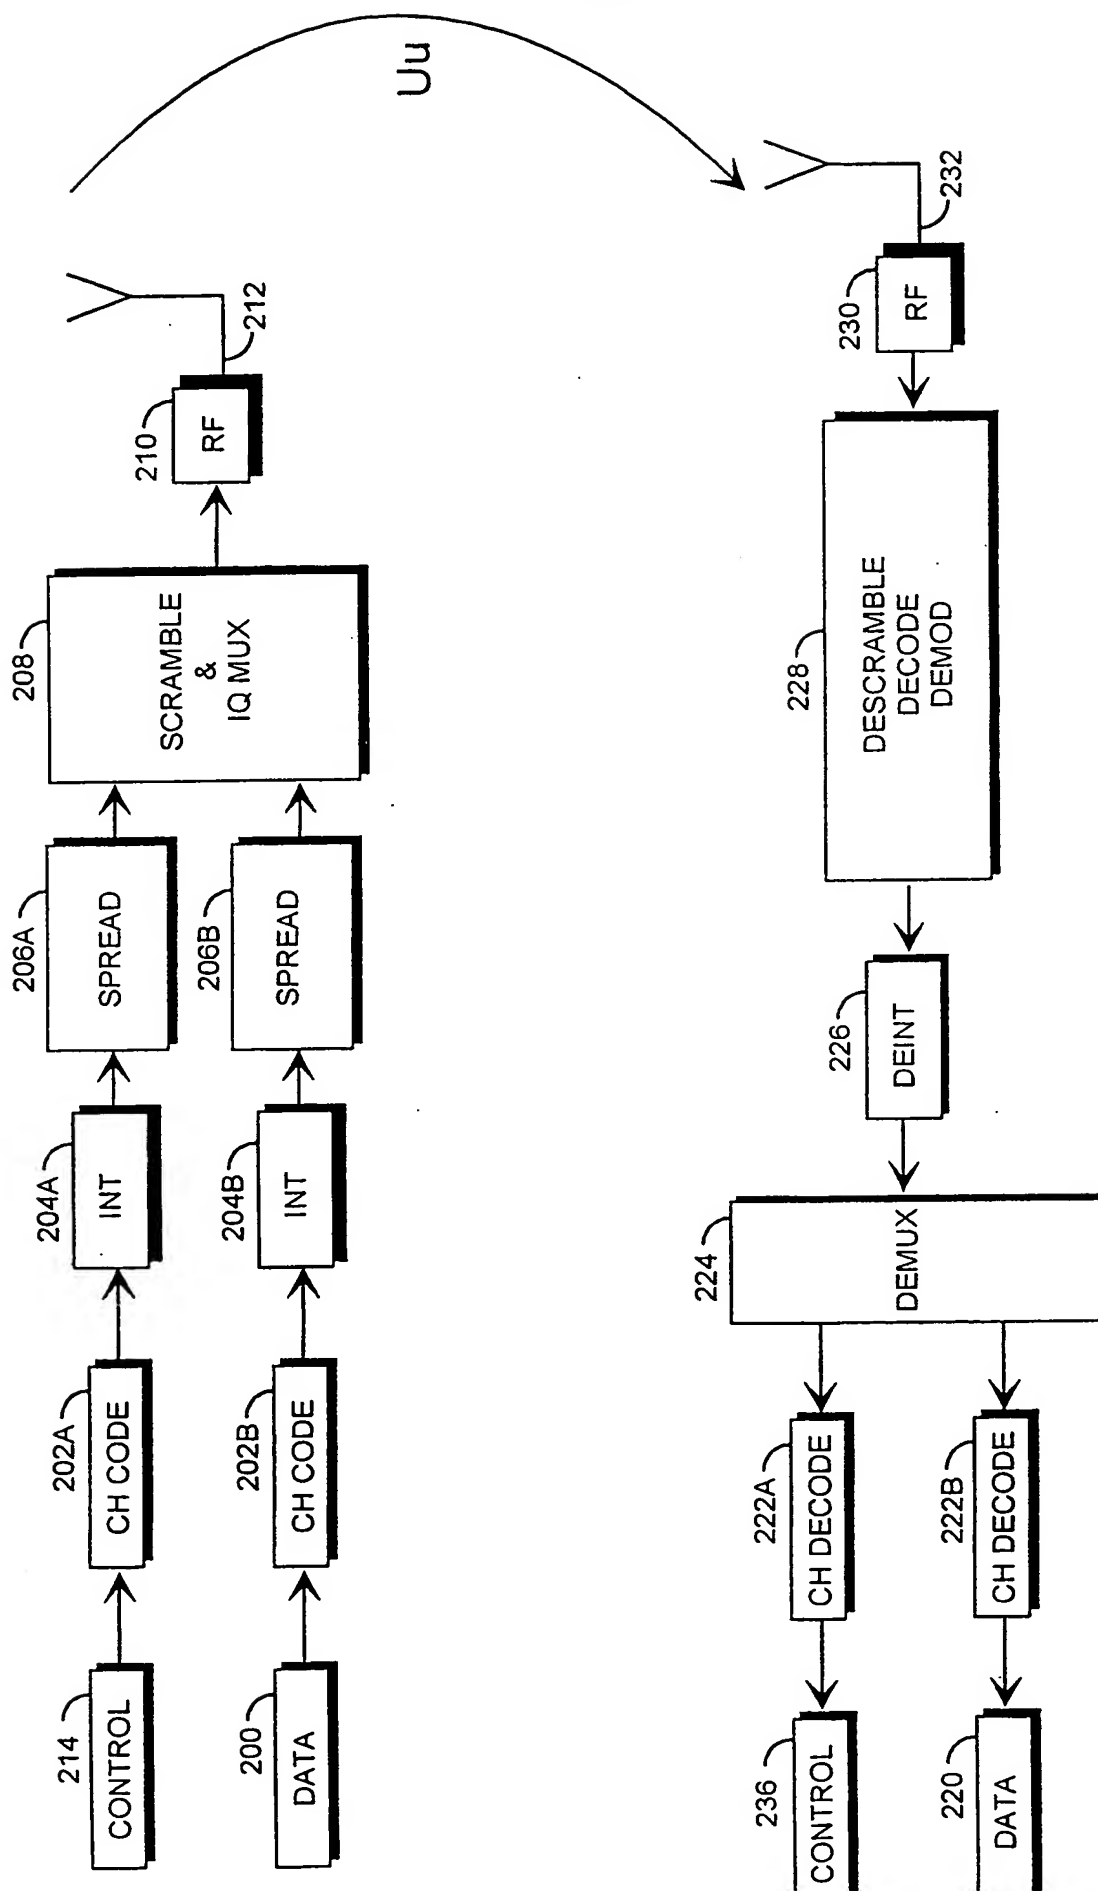 214
CONTROL
202A
CH CODE
204A
INT
206A
SPREAD
200
DATA
202B
CH CODE
204B
INT
206B
SPREAD
208
SCRAMBLE
&
IQ MUX
210
RF
212
Uu
236
CONTROL
222A
CH DECODE
220
DATA
222B
CH DECODE
224
DEMUX
226
DEINT
228
DESCRAMBLE
DECODE
DEMOD
230
RF
232